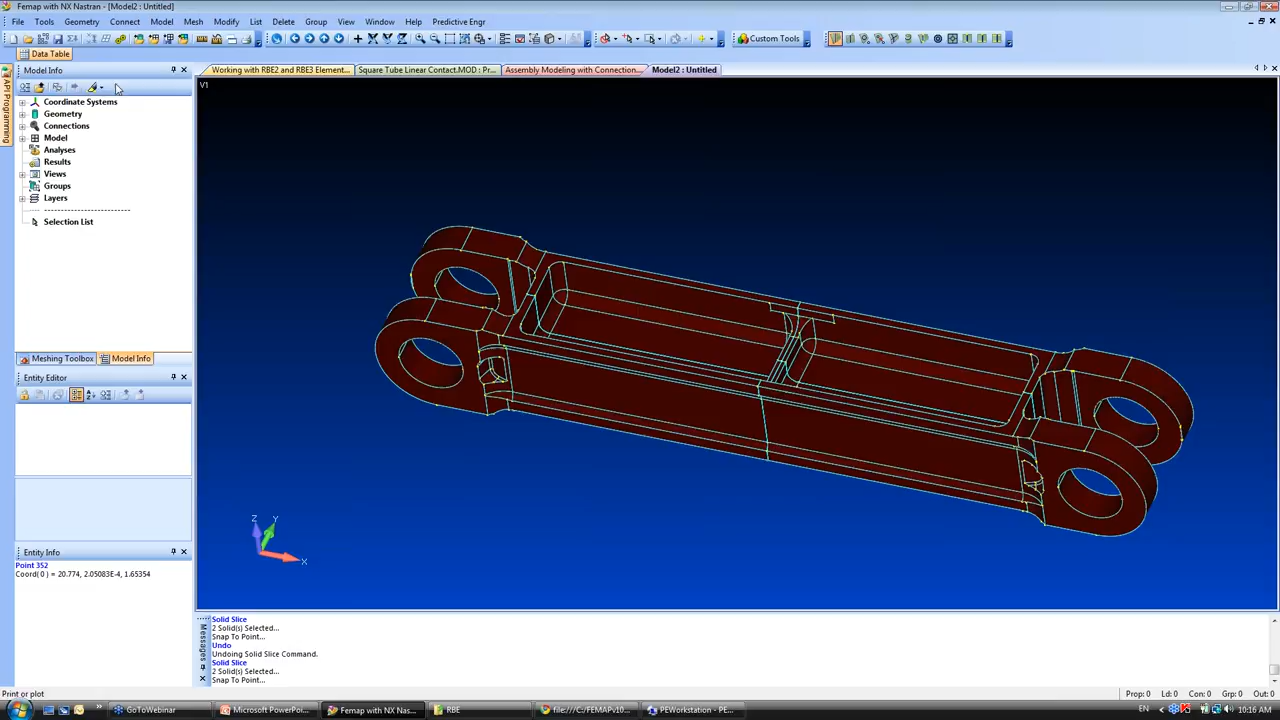 Femap with NX Nastran - [Model2 : Untitled]
File Tools Geometry Connect Model Mesh Modify List Delete Group View Window Help Predictive Engr
Custom Tools
Data Table
Model Info
Working with RBE2 and RBE3 Element... Square Tube Linear Contact.MOD : Pr... Assembly Modeling with Connection... Model2 : Untitled
API Programming
V1
Coordinate Systems
Geometry
Connections
Model
Analyses
Results
Views
Groups
Layers
Selection List
Meshing Toolbox Model Info
Entity Editor
Z Y X
Entity Info
Point 352
Coord( 0 ) = 20.774, 2.05083E-4, 1.65354
Messages
Solid Slice
2 Solid(s) Selected...
Snap To Point...
Undo
Undoing Solid Slice Command.
Solid Slice
2 Solid(s) Selected...
Snap To Point...
Print or plot
Prop: 0 Ld: 0 Con: 0 Grp: 0 Out: 0
GoToWebinar Microsoft PowerPoi... Femap with NX Nas... RBE file:///C:/FEMAPv10... PEWorkstation - PE... EN 10:16 AM